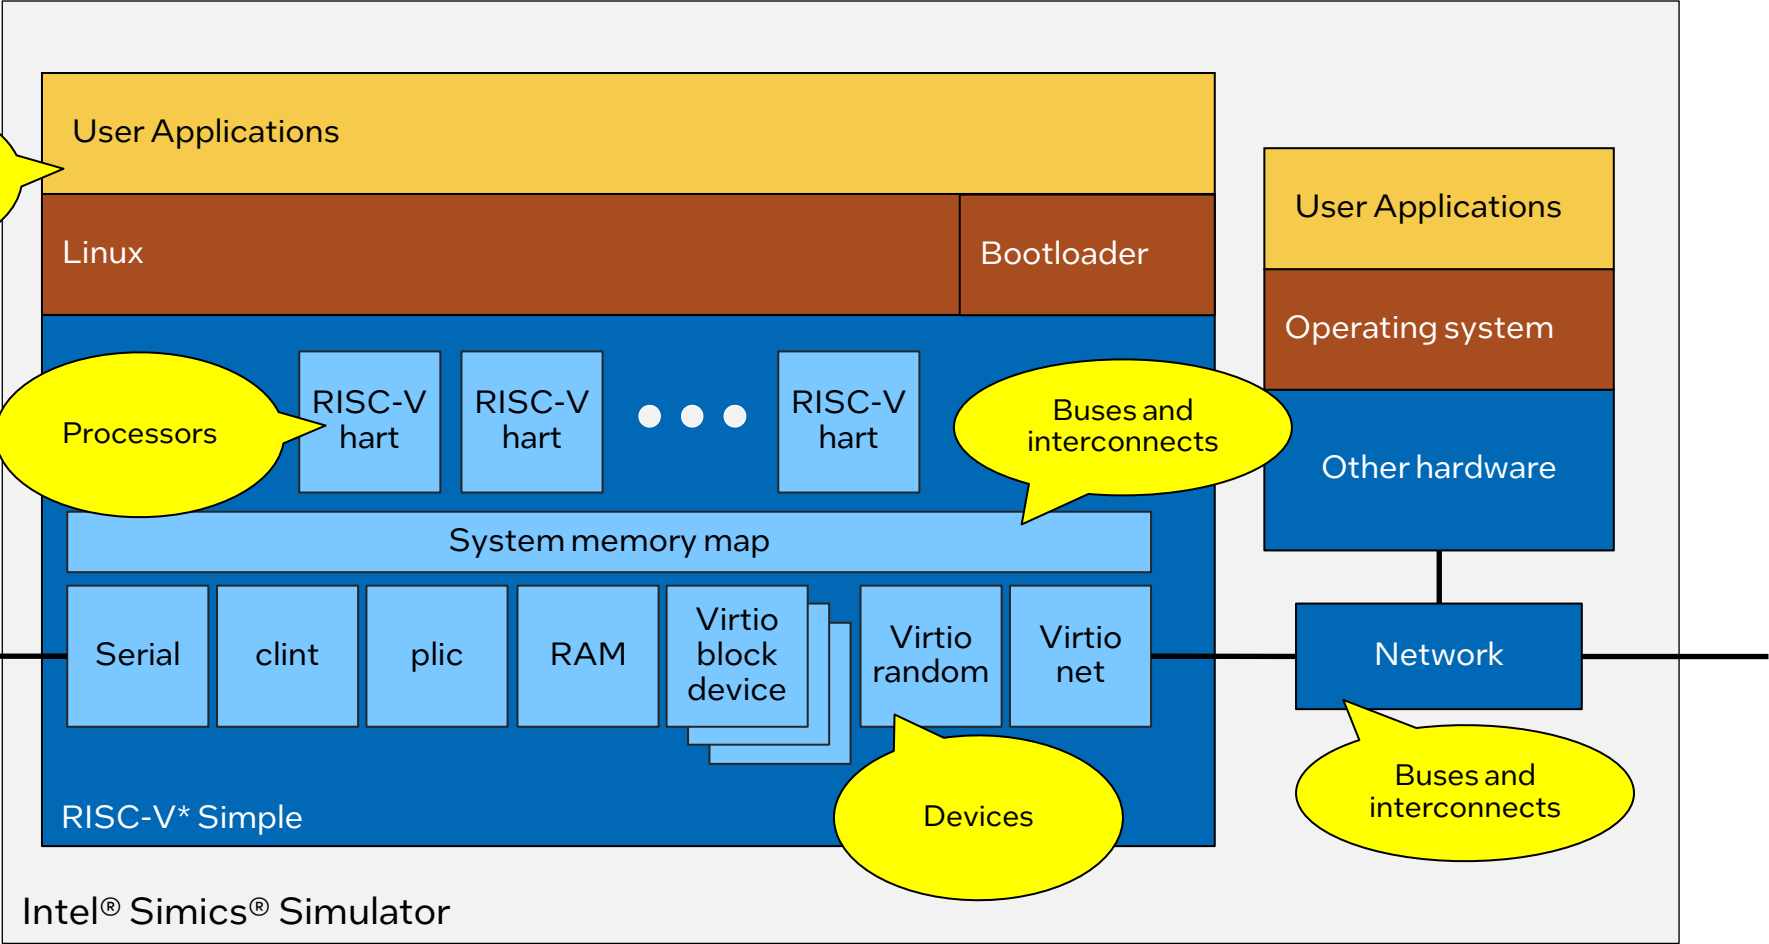 User Applications
Linux
Bootloader
User Applications
Operating system
Other hardware
Processors
RISC-V
hart
RISC-V
hart
RISC-V
hart
Buses and
interconnects
System memory map
Serial
clint
plic
RAM
Virtio
block
device
Virtio
random
Virtio
net
Network
Devices
Buses and
interconnects
RISC-V* Simple
Intel® Simics® Simulator